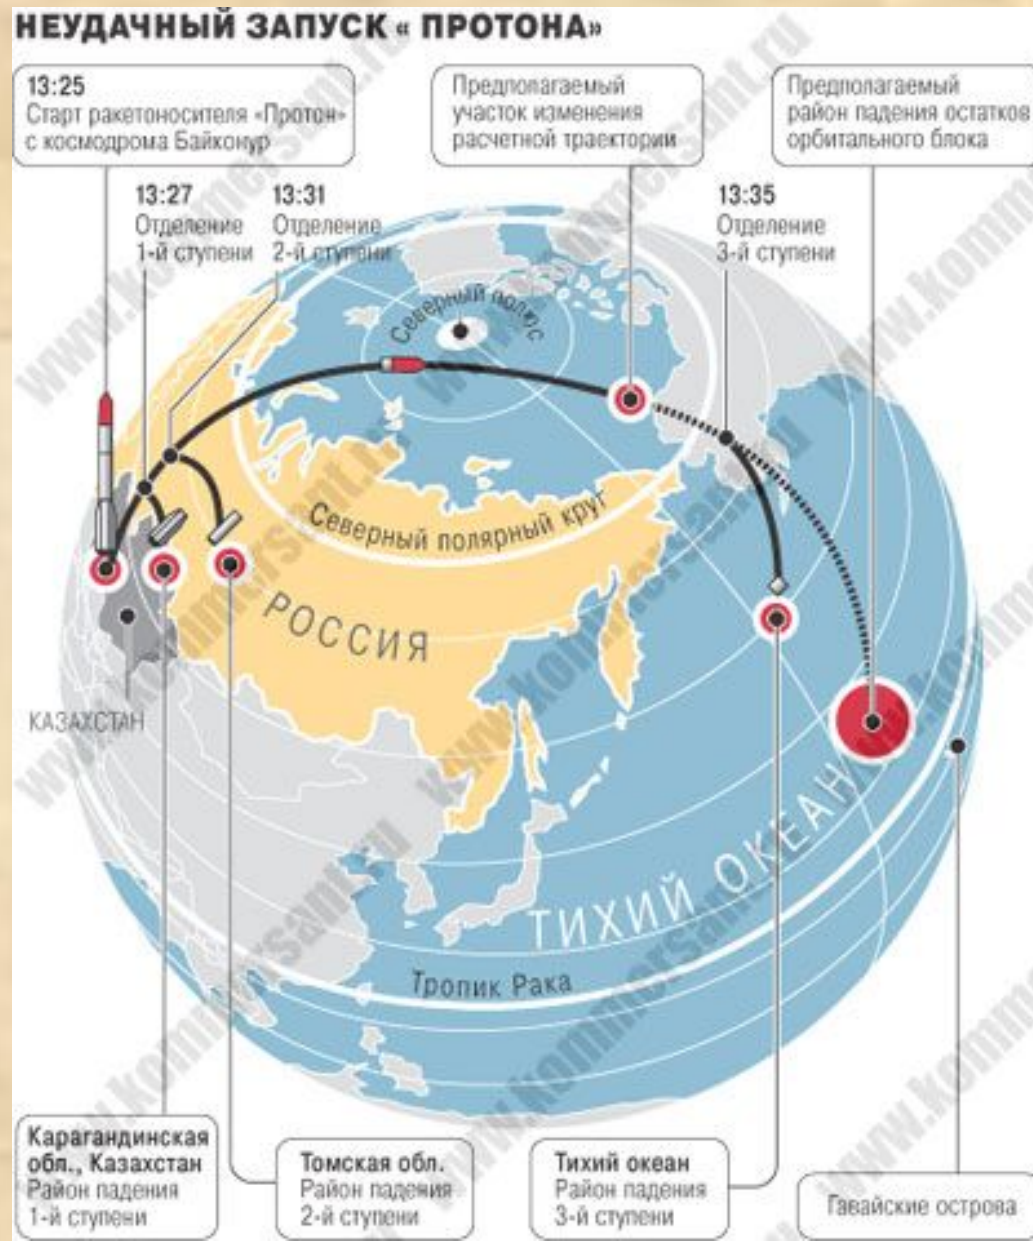 НЕУДАЧНЫЙ ЗАПУСК « ПРОТОНА»
13:25
Старт ракетоносителя «Протон»
с космодрома Байконур
Предполагаемый
участок изменения
расчетной траектории
Предполагаемый
район падения остатков
орбитального блока
13:27
Отделение
1-й ступени
13:31
Отделение
2-й ступени
13:35
Отделение
3-й ступени
Северный полюс
Северный полярный круг
РОССИЯ
КАЗАХСТАН
ТИХИЙ ОКЕАН
Тропик Рака
Карагандинская
обл., Казахстан
Район падения
1-й ступени
Томская обл.
Район падения
2-й ступени
Тихий океан
Район падения
3-й ступени
Гавайские острова
www.kommersant.ru